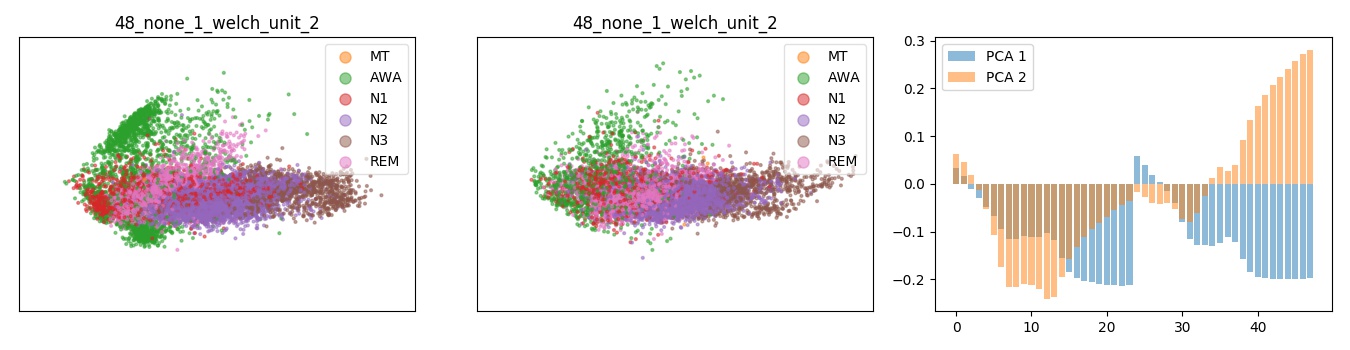 48_none_1_welch_unit_2
MT
AWA
N1
N2
N3
REM
48_none_1_welch_unit_2
MT
AWA
N1
N2
N3
REM
PCA 1
PCA 2
0.3
0.2
0.1
0.0
−0.1
−0.2
0
10
20
30
40